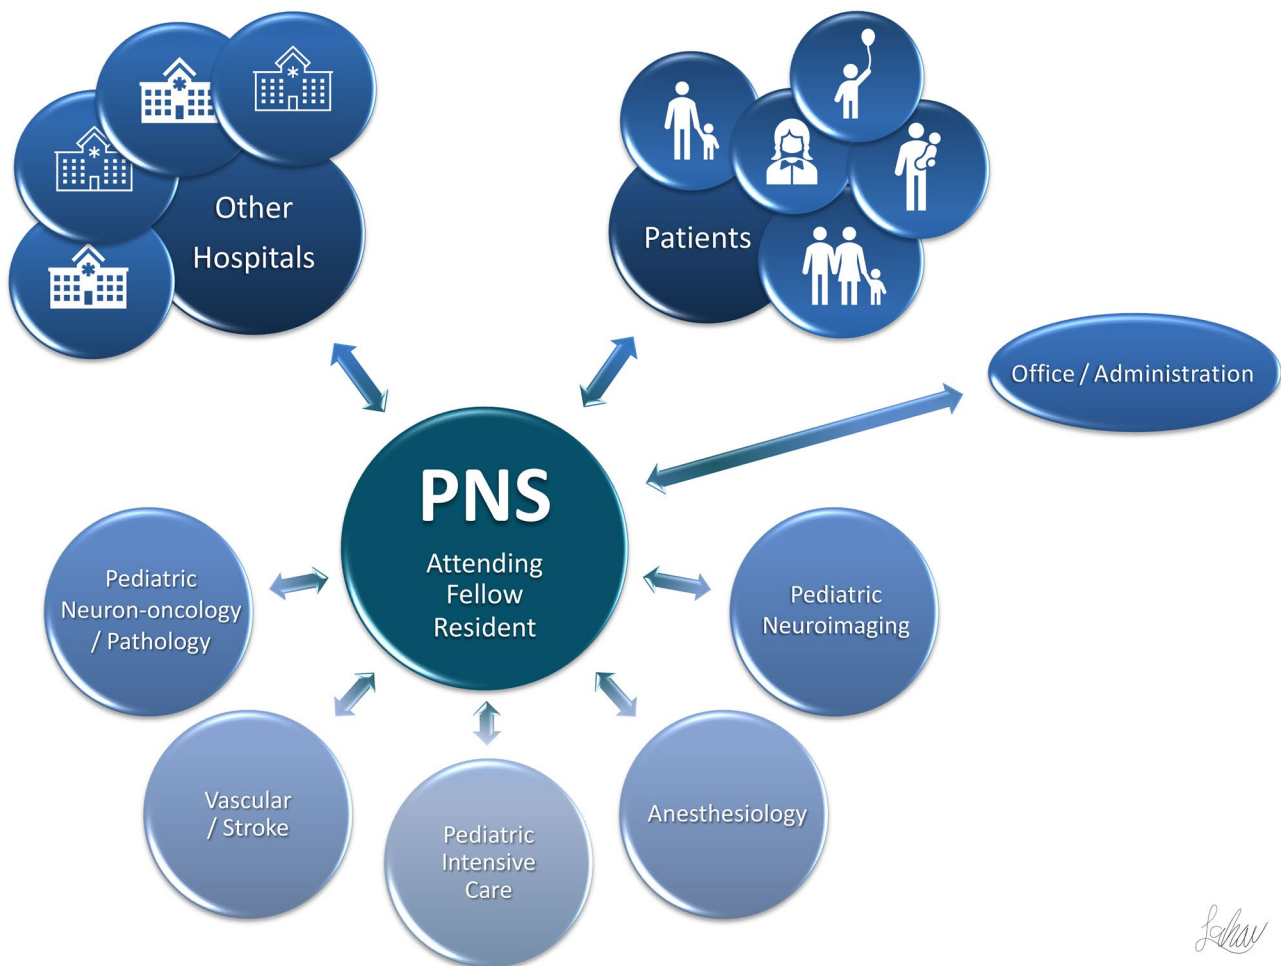 Other
Hospitals
Patients
Office / Administration
PNS
Attending
Fellow
Resident
Pediatric
Neuron-oncology
/ Pathology
Pediatric
Neuroimaging
Vascular
/ Stroke
Anesthesiology
Pediatric
Intensive
Care